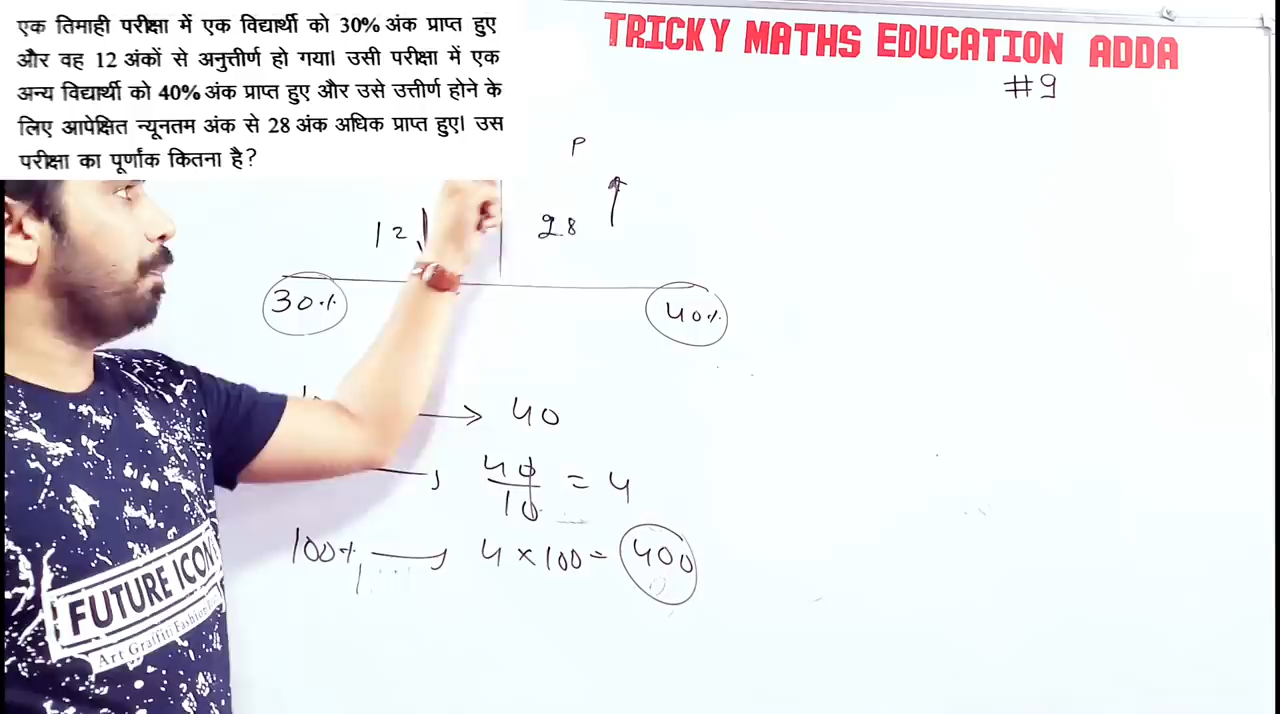 एक तिमाही परीक्षा में एक विद्यार्थी को 30% अंक प्राप्त हुए
और वह 12 अंकों से अनुत्तीर्ण हो गया। उसी परीक्षा में एक
अन्य विद्यार्थी को 40% अंक प्राप्त हुए और उसे उत्तीर्ण होने के
लिए आपेक्षित न्यूनतम अंक से 28 अंक अधिक प्राप्त हुए। उस
परीक्षा का पूर्णांक कितना है?
TRICKY MATHS EDUCATION ADDA
#9
P
12 28
30% 40%
40
40/10 = 4
100% 4 × 100 = 400
FUTURE ICON
Art Graffiti Fashion